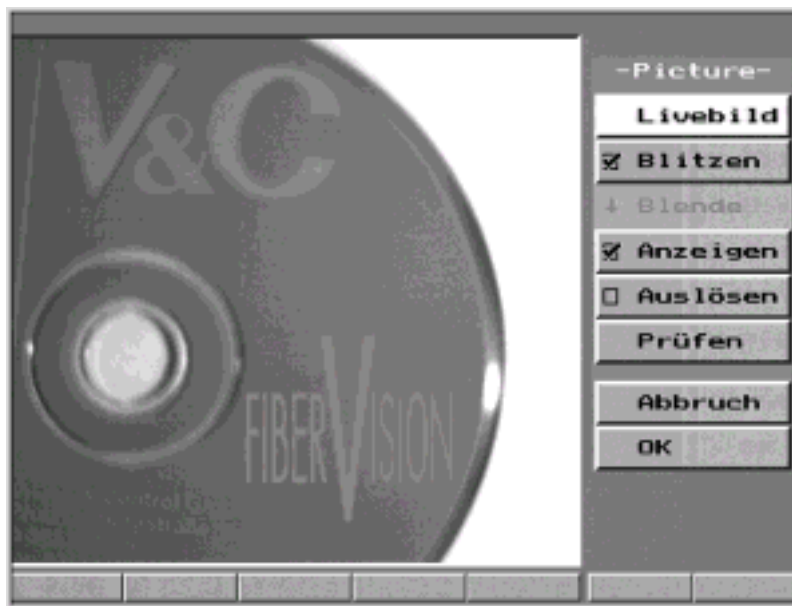 V&C
FIBERVISION
-Picture-
Livebild
Blitzen
Blende
Anzeigen
Auslösen
Prüfen
Abbruch
OK